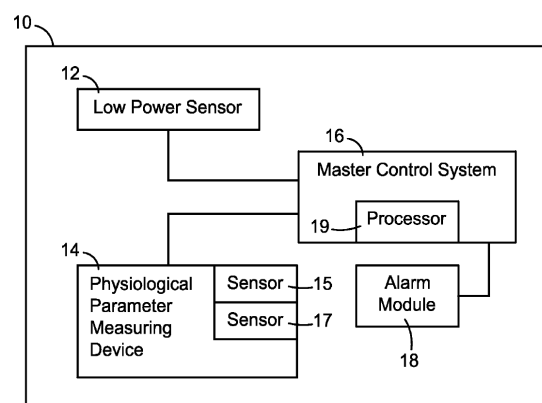 10
12
Low Power Sensor
16
Master Control System
19
Processor
14
Physiological
Parameter
Measuring
Device
Sensor
15
Sensor
17
Alarm
Module
18